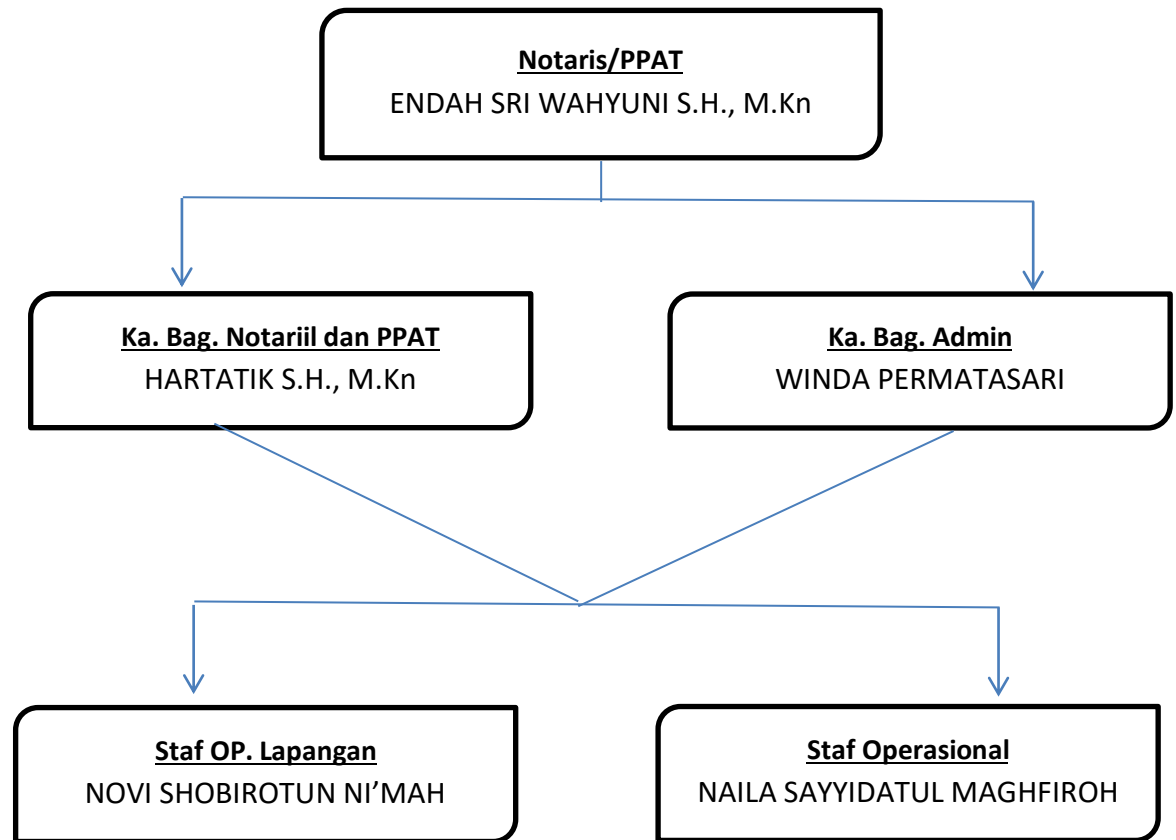 Notaris/PPAT
ENDAH SRI WAHYUNI S.H., M.Kn
Ka. Bag. Notariil dan PPAT
HARTATIK S.H., M.Kn
Ka. Bag. Admin
WINDA PERMATASARI
Staf OP. Lapangan
NOVI SHOBIROTUN NI’MAH
Staf Operasional
NAILA SAYYIDATUL MAGHFIROH